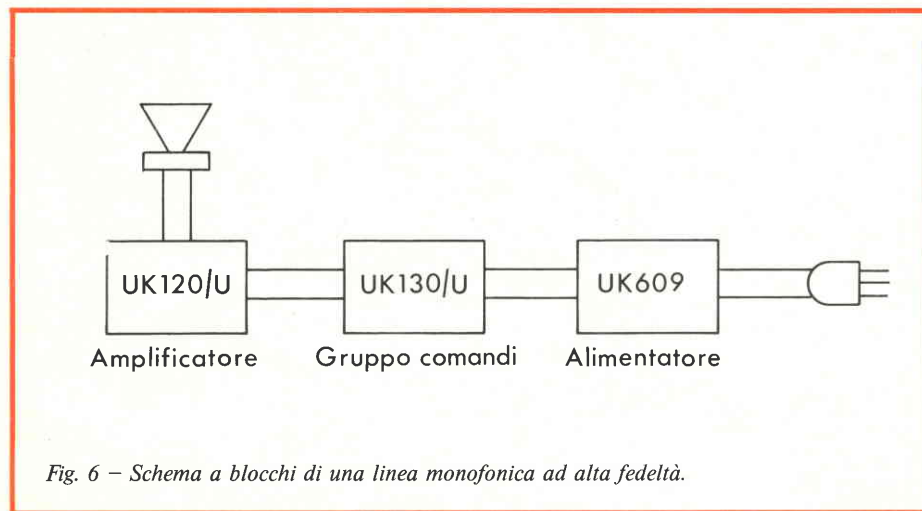 UK120/U
UK130/U
UK609
Amplificatore
Gruppo comandi
Alimentatore
Fig. 6 – Schema a blocchi di una linea monofonica ad alta fedeltà.